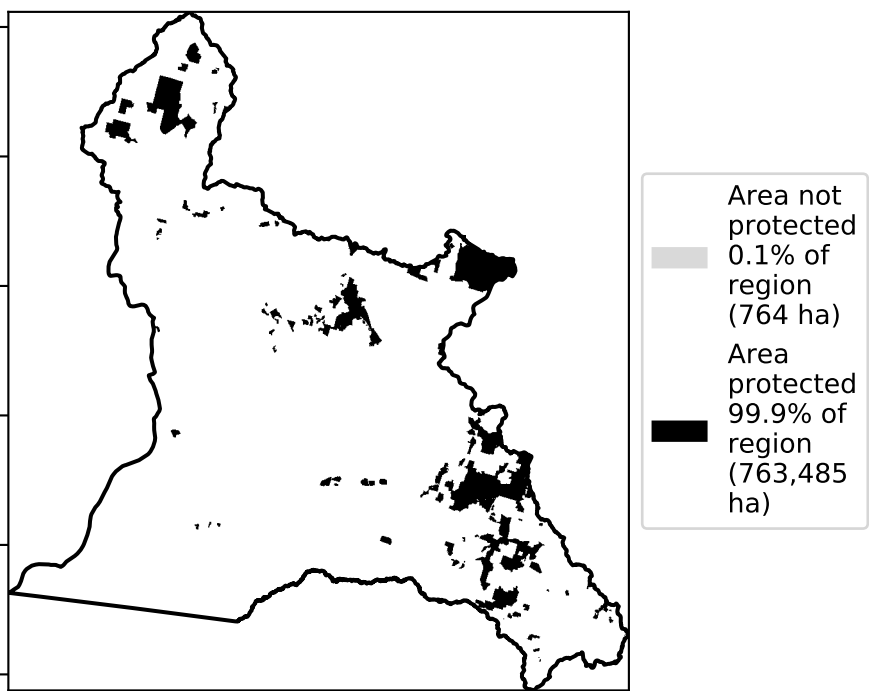 Area not
protected
0.1% of
region
(764 ha)
Area
protected
99.9% of
region
(763,485
ha)